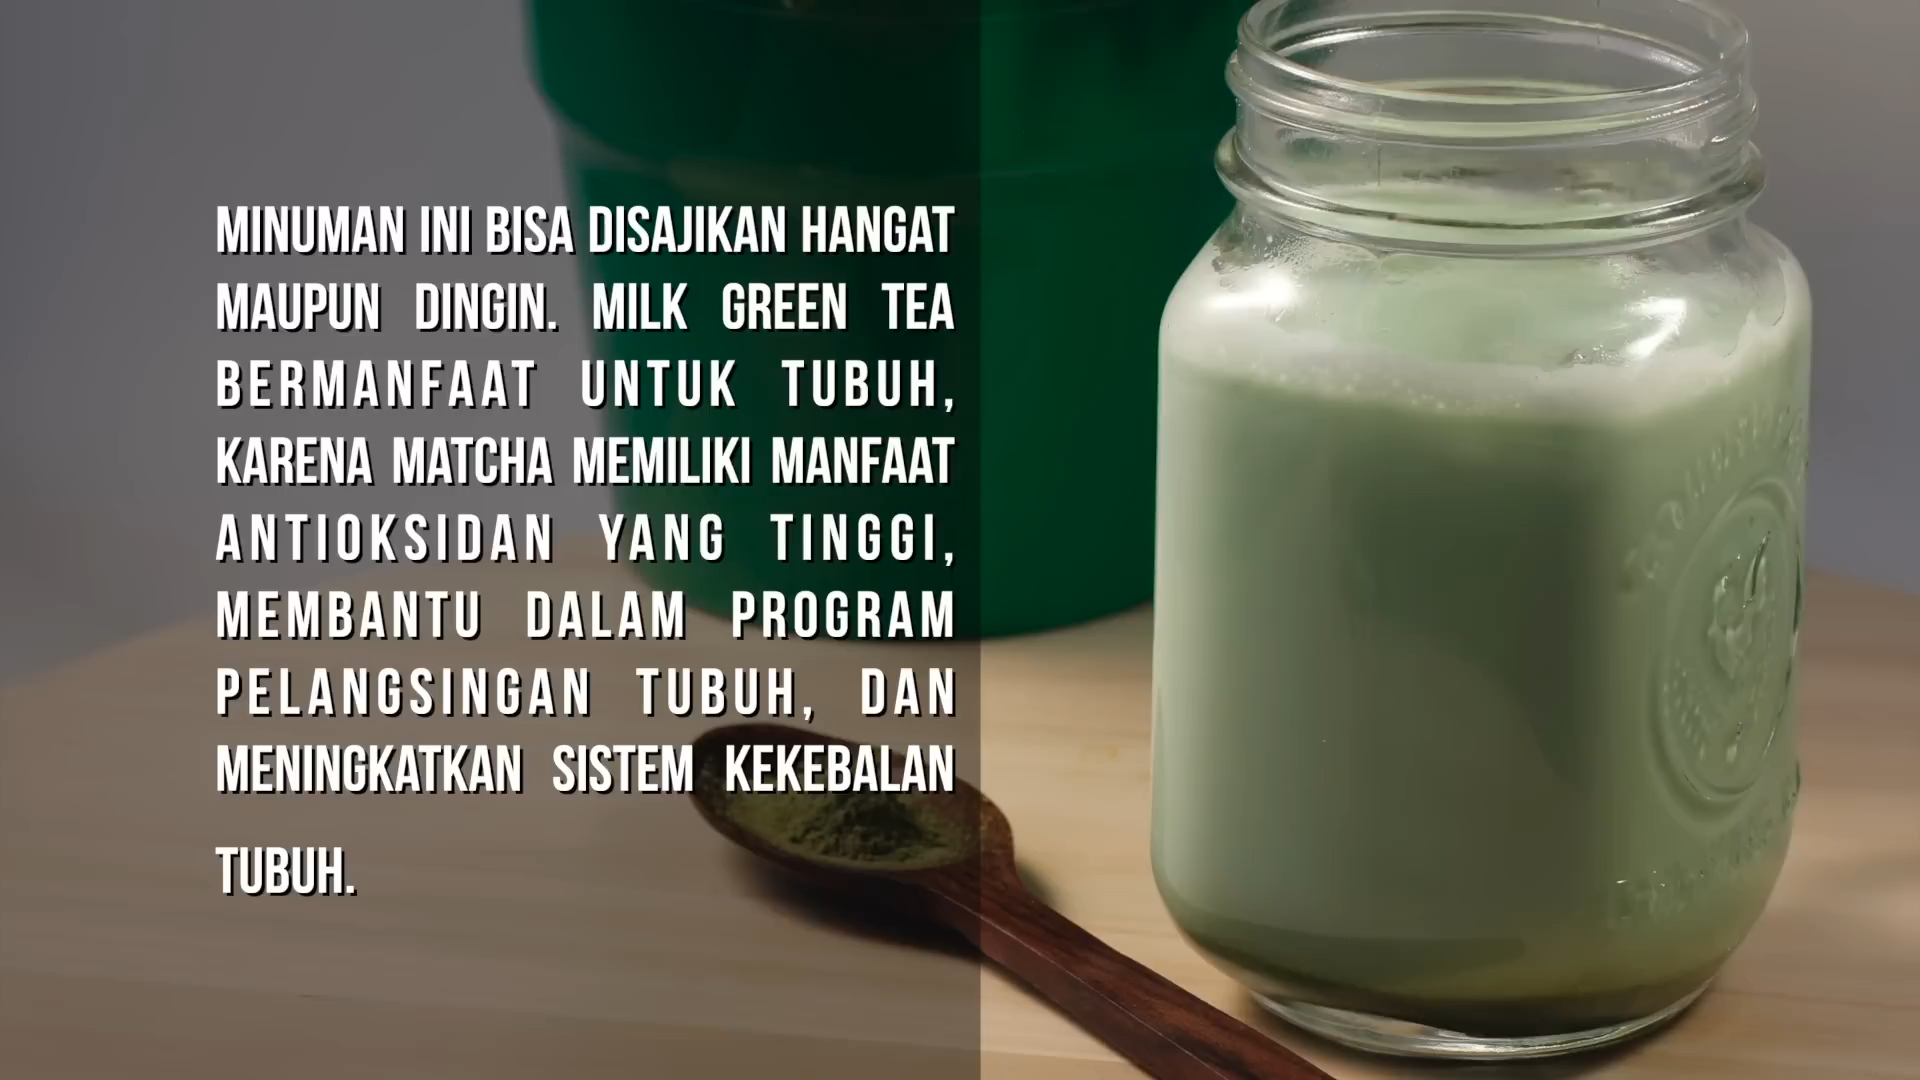 MINUMAN INI BISA DISAJIKAN HANGAT
MAUPUN DINGIN. MILK GREEN TEA
BERMANFAAT UNTUK TUBUH,
KARENA MATCHA MEMILIKI MANFAAT
ANTIOKSIDAN YANG TINGGI,
MEMBANTU DALAM PROGRAM
PELANGSINGAN TUBUH, DAN
MENINGKATKAN SISTEM KEKEBALAN
TUBUH.